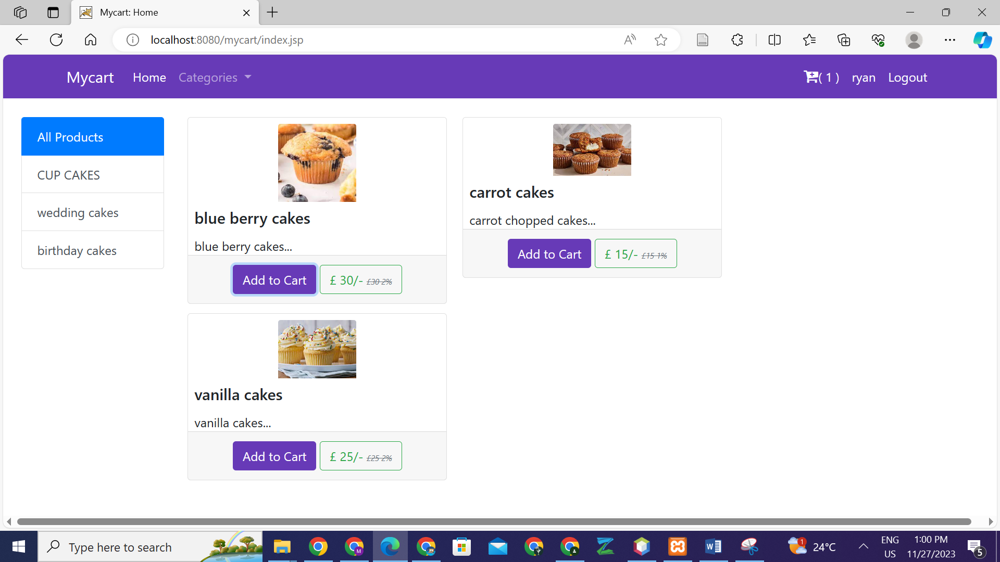 Mycart: Home
localhost:8080/mycart/index.jsp
Mycart Home Categories ( 1 ) ryan Logout
All Products
CUP CAKES
wedding cakes
birthday cakes
blue berry cakes
blue berry cakes...
Add to Cart £ 30/- £30 2%
carrot cakes
carrot chopped cakes...
Add to Cart £ 15/- £15 1%
vanilla cakes
vanilla cakes...
Add to Cart £ 25/- £25 2%
Type here to search
M
1
24°C
ENG
US
1:00 PM
11/27/2023
5